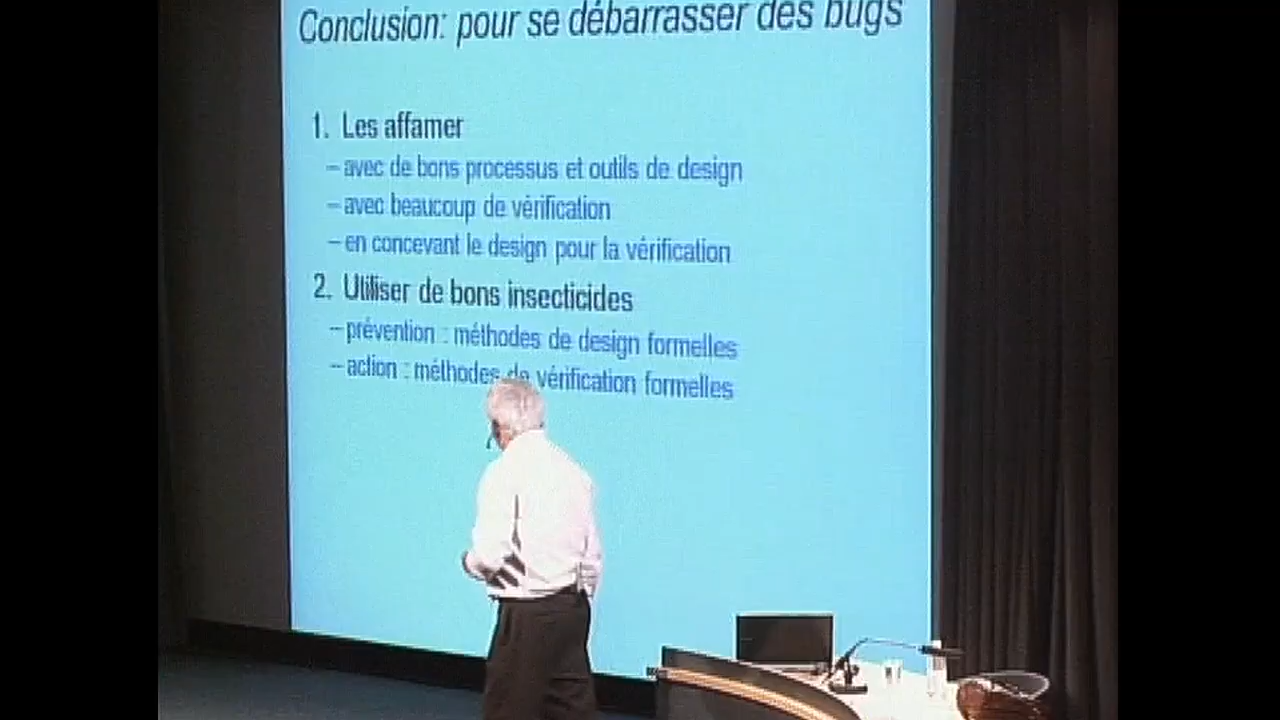 Conclusion: pour se débarrasser des bugs
1. Les affamer
– avec de bons processus et outils de design
– avec beaucoup de vérification
– en concevant le design pour la vérification
2. Utiliser de bons insecticides
– prévention : méthodes de design formelles
– action : méthodes de vérification formelles